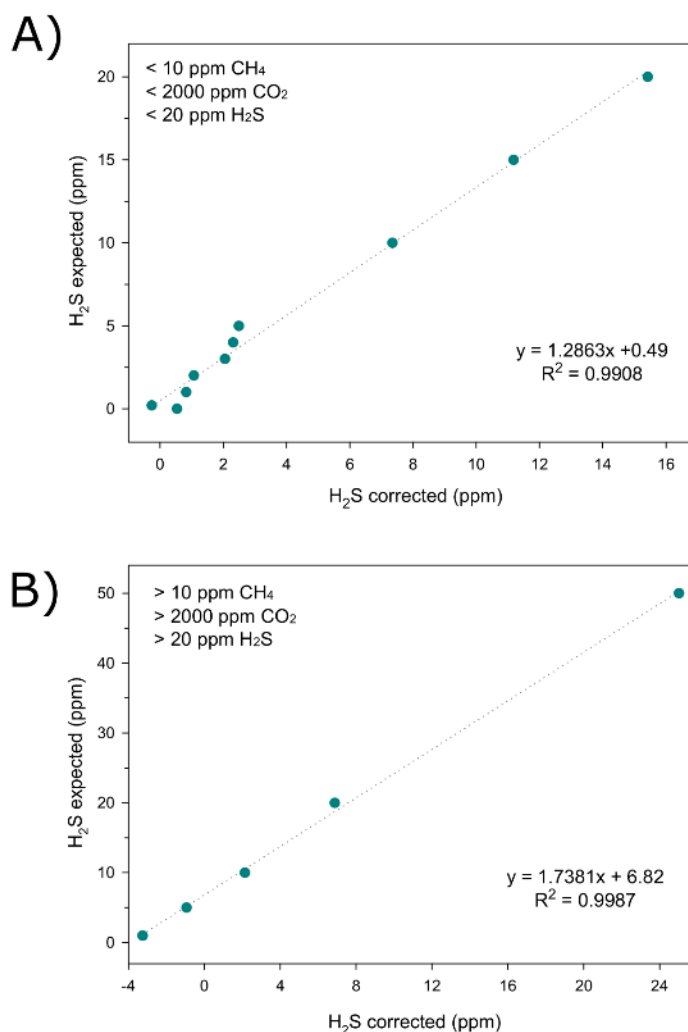 A)
< 10 ppm CH₄
< 2000 ppm CO₂
< 20 ppm H₂S
20
15
10
5
0
H₂S expected (ppm)
y = 1.2863x +0.49
R² = 0.9908
0 2 4 6 8 10 12 14 16
H₂S corrected (ppm)
B)
> 10 ppm CH₄
> 2000 ppm CO₂
> 20 ppm H₂S
50
40
30
20
10
0
H₂S expected (ppm)
y = 1.7381x + 6.82
R² = 0.9987
-4 0 4 8 12 16 20 24
H₂S corrected (ppm)